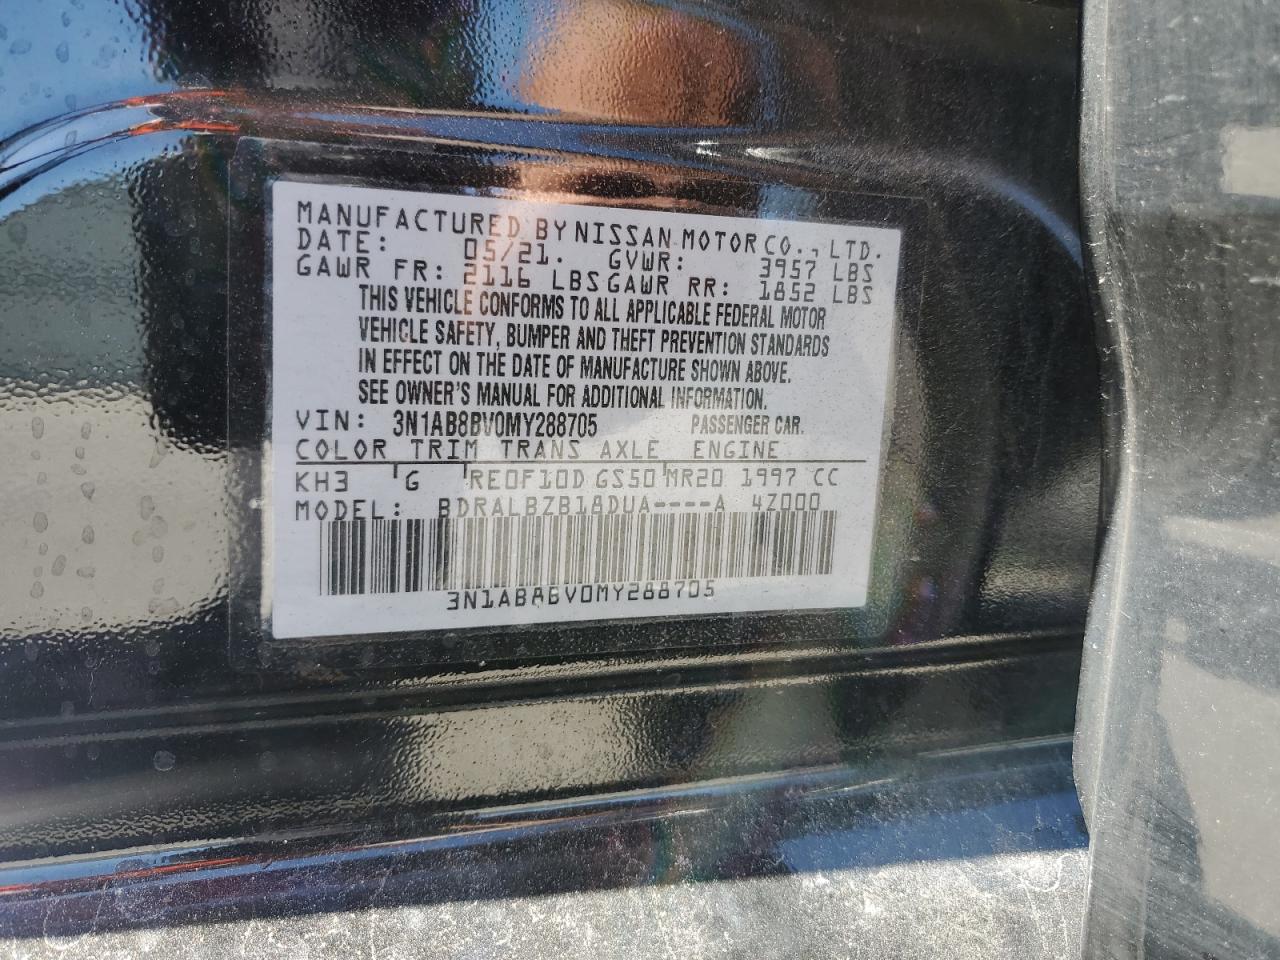 MANUFACTURED BY NISSAN MOTOR CO., LTD.
DATE: 05/21. GVWR: 3957 LBS
GAWR FR: 2116 LBS GAWR RR: 1852 LBS
THIS VEHICLE CONFORMS TO ALL APPLICABLE FEDERAL MOTOR
VEHICLE SAFETY, BUMPER AND THEFT PREVENTION STANDARDS
IN EFFECT ON THE DATE OF MANUFACTURE SHOWN ABOVE.
SEE OWNER'S MANUAL FOR ADDITIONAL INFORMATION.
VIN: 3N1AB8BV0MY288705 PASSENGER CAR.
COLOR TRIM TRANS AXLE ENGINE
KH3 G RE0F10D GS50 MR20 1997 CC
MODEL: BDRALBZB18DUA----A 4Z000
3N1AB8BV0MY288705